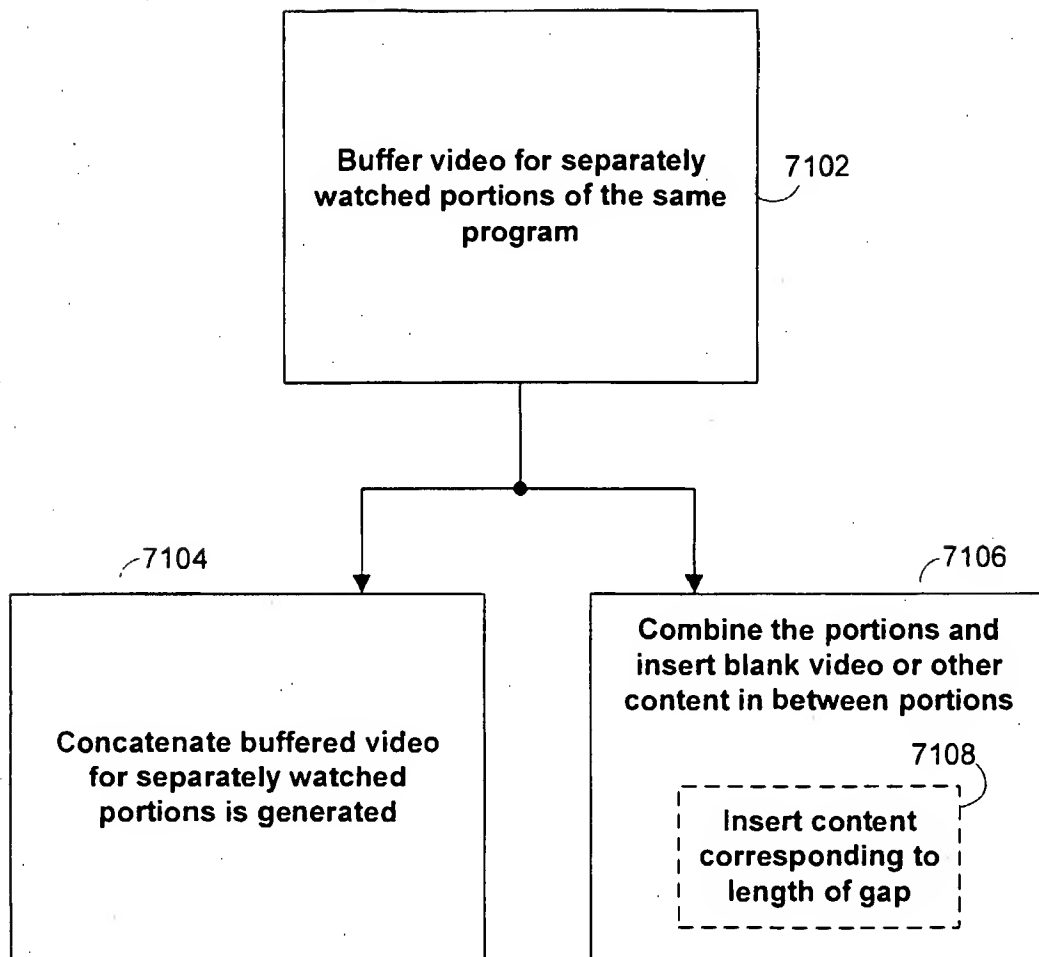 Buffer video for separately
watched portions of the same
program
7102
7104
Concatenate buffered video
for separately watched
portions is generated
7106
Combine the portions and
insert blank video or other
content in between portions
7108
Insert content
corresponding to
length of gap